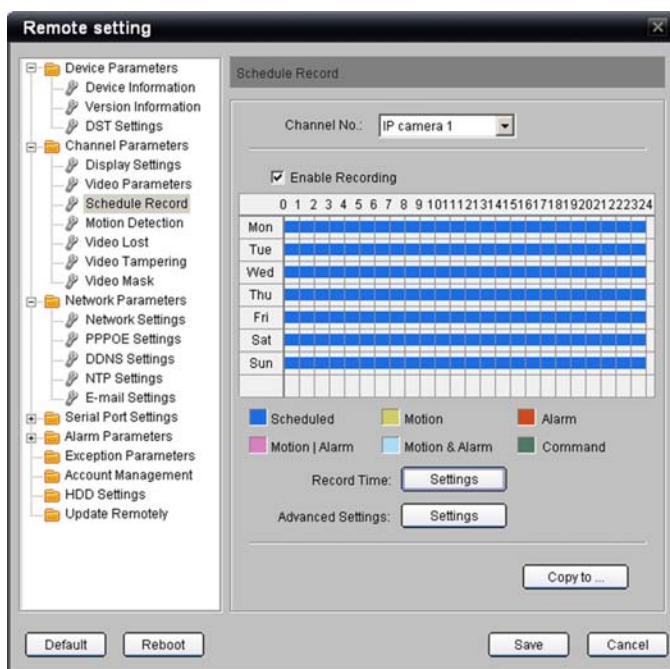 Remote setting
Device Parameters
Device Information
Version Information
DST Settings
Channel Parameters
Display Settings
Video Parameters
Schedule Record
Motion Detection
Video Lost
Video Tampering
Video Mask
Network Parameters
Network Settings
PPPOE Settings
DDNS Settings
NTP Settings
E-mail Settings
Serial Port Settings
Alarm Parameters
Exception Parameters
Account Management
HDD Settings
Update Remotely
Schedule Record
Channel No.: IP camera 1
Enable Recording
0 1 2 3 4 5 6 7 8 9 101112131415161718192021222324
Mon
Tue
Wed
Thu
Fri
Sat
Sun
Scheduled Motion Alarm
Motion | Alarm Motion & Alarm Command
Record Time: Settings
Advanced Settings: Settings
Copy to ...
Default Reboot Save Cancel